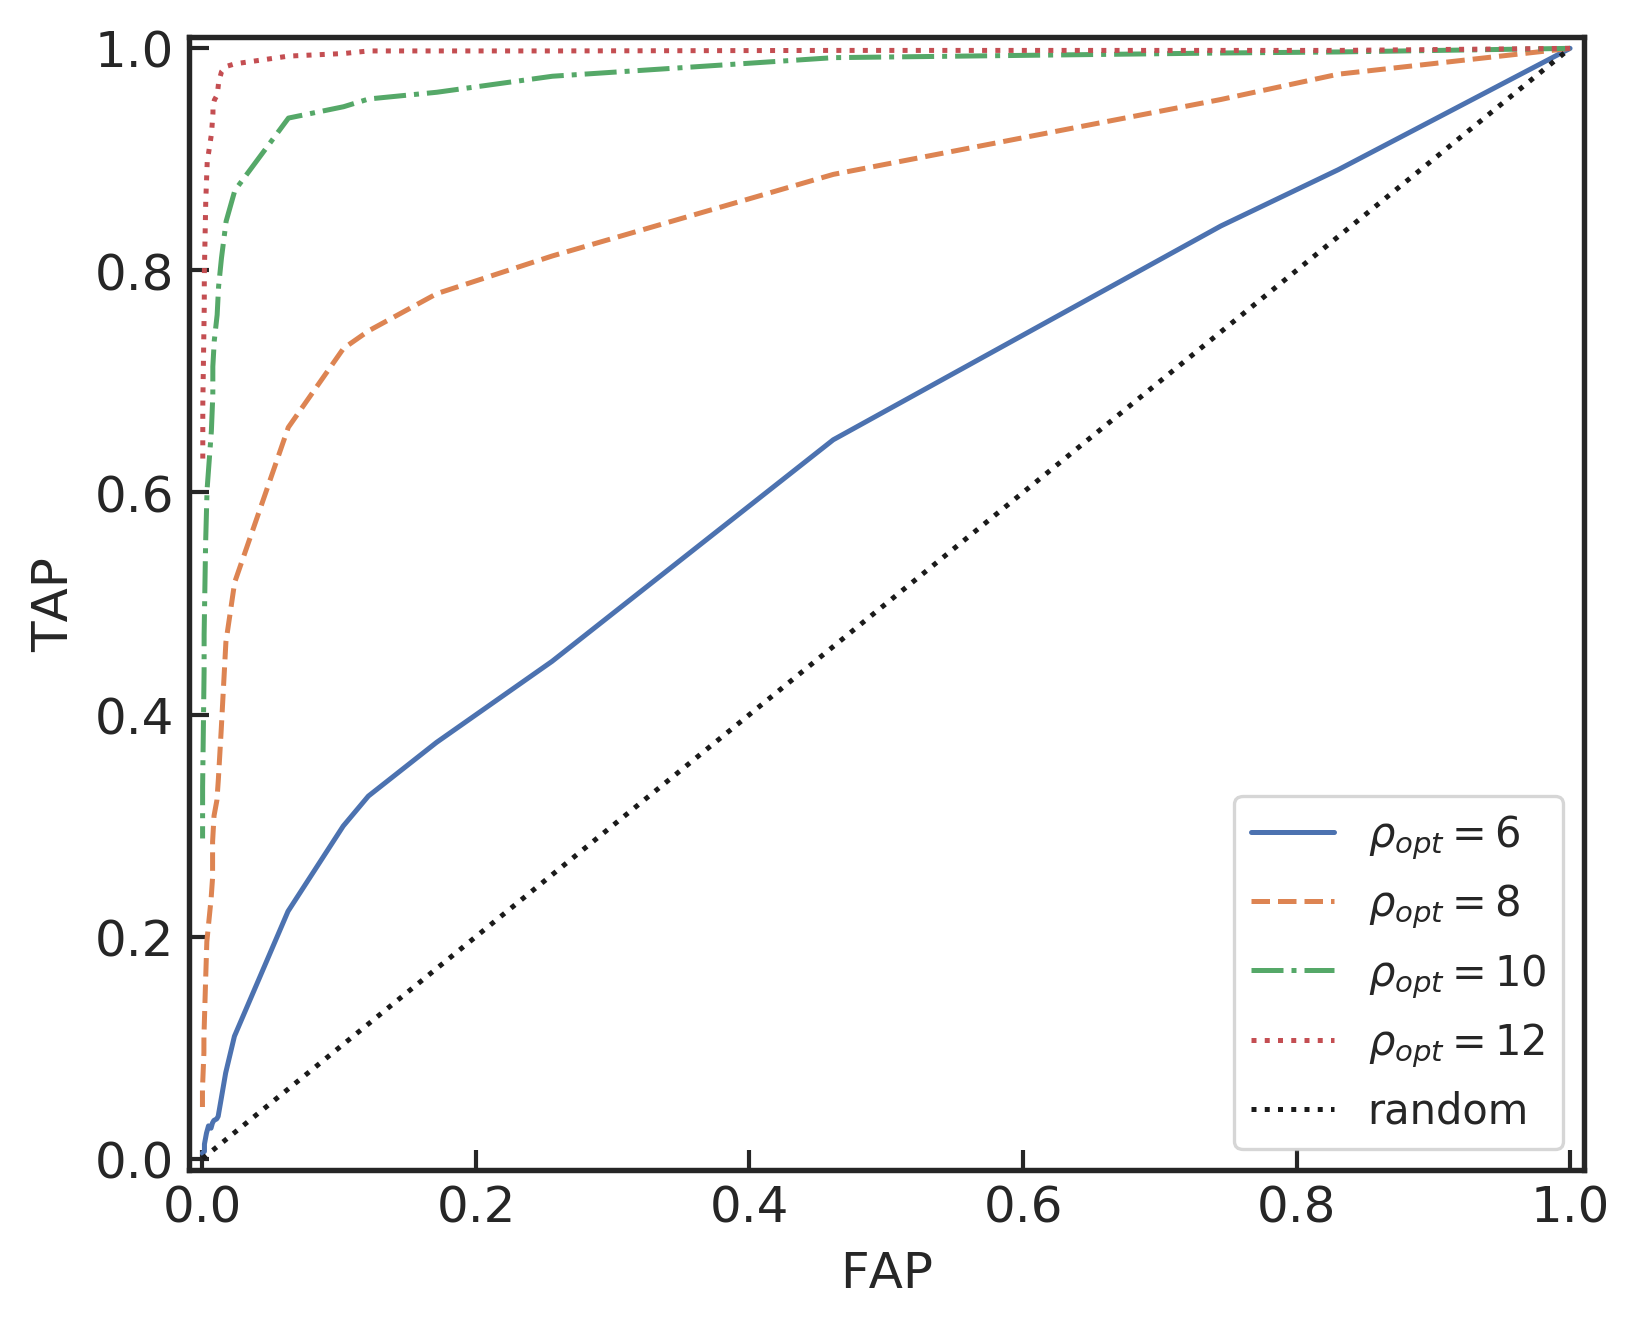 1.0
0.8
0.6
0.4
0.2
0.0
TAP
0.0 0.2 0.4 0.6 0.8 1.0
FAP
ρopt = 6
ρopt = 8
ρopt = 10
ρopt = 12
random